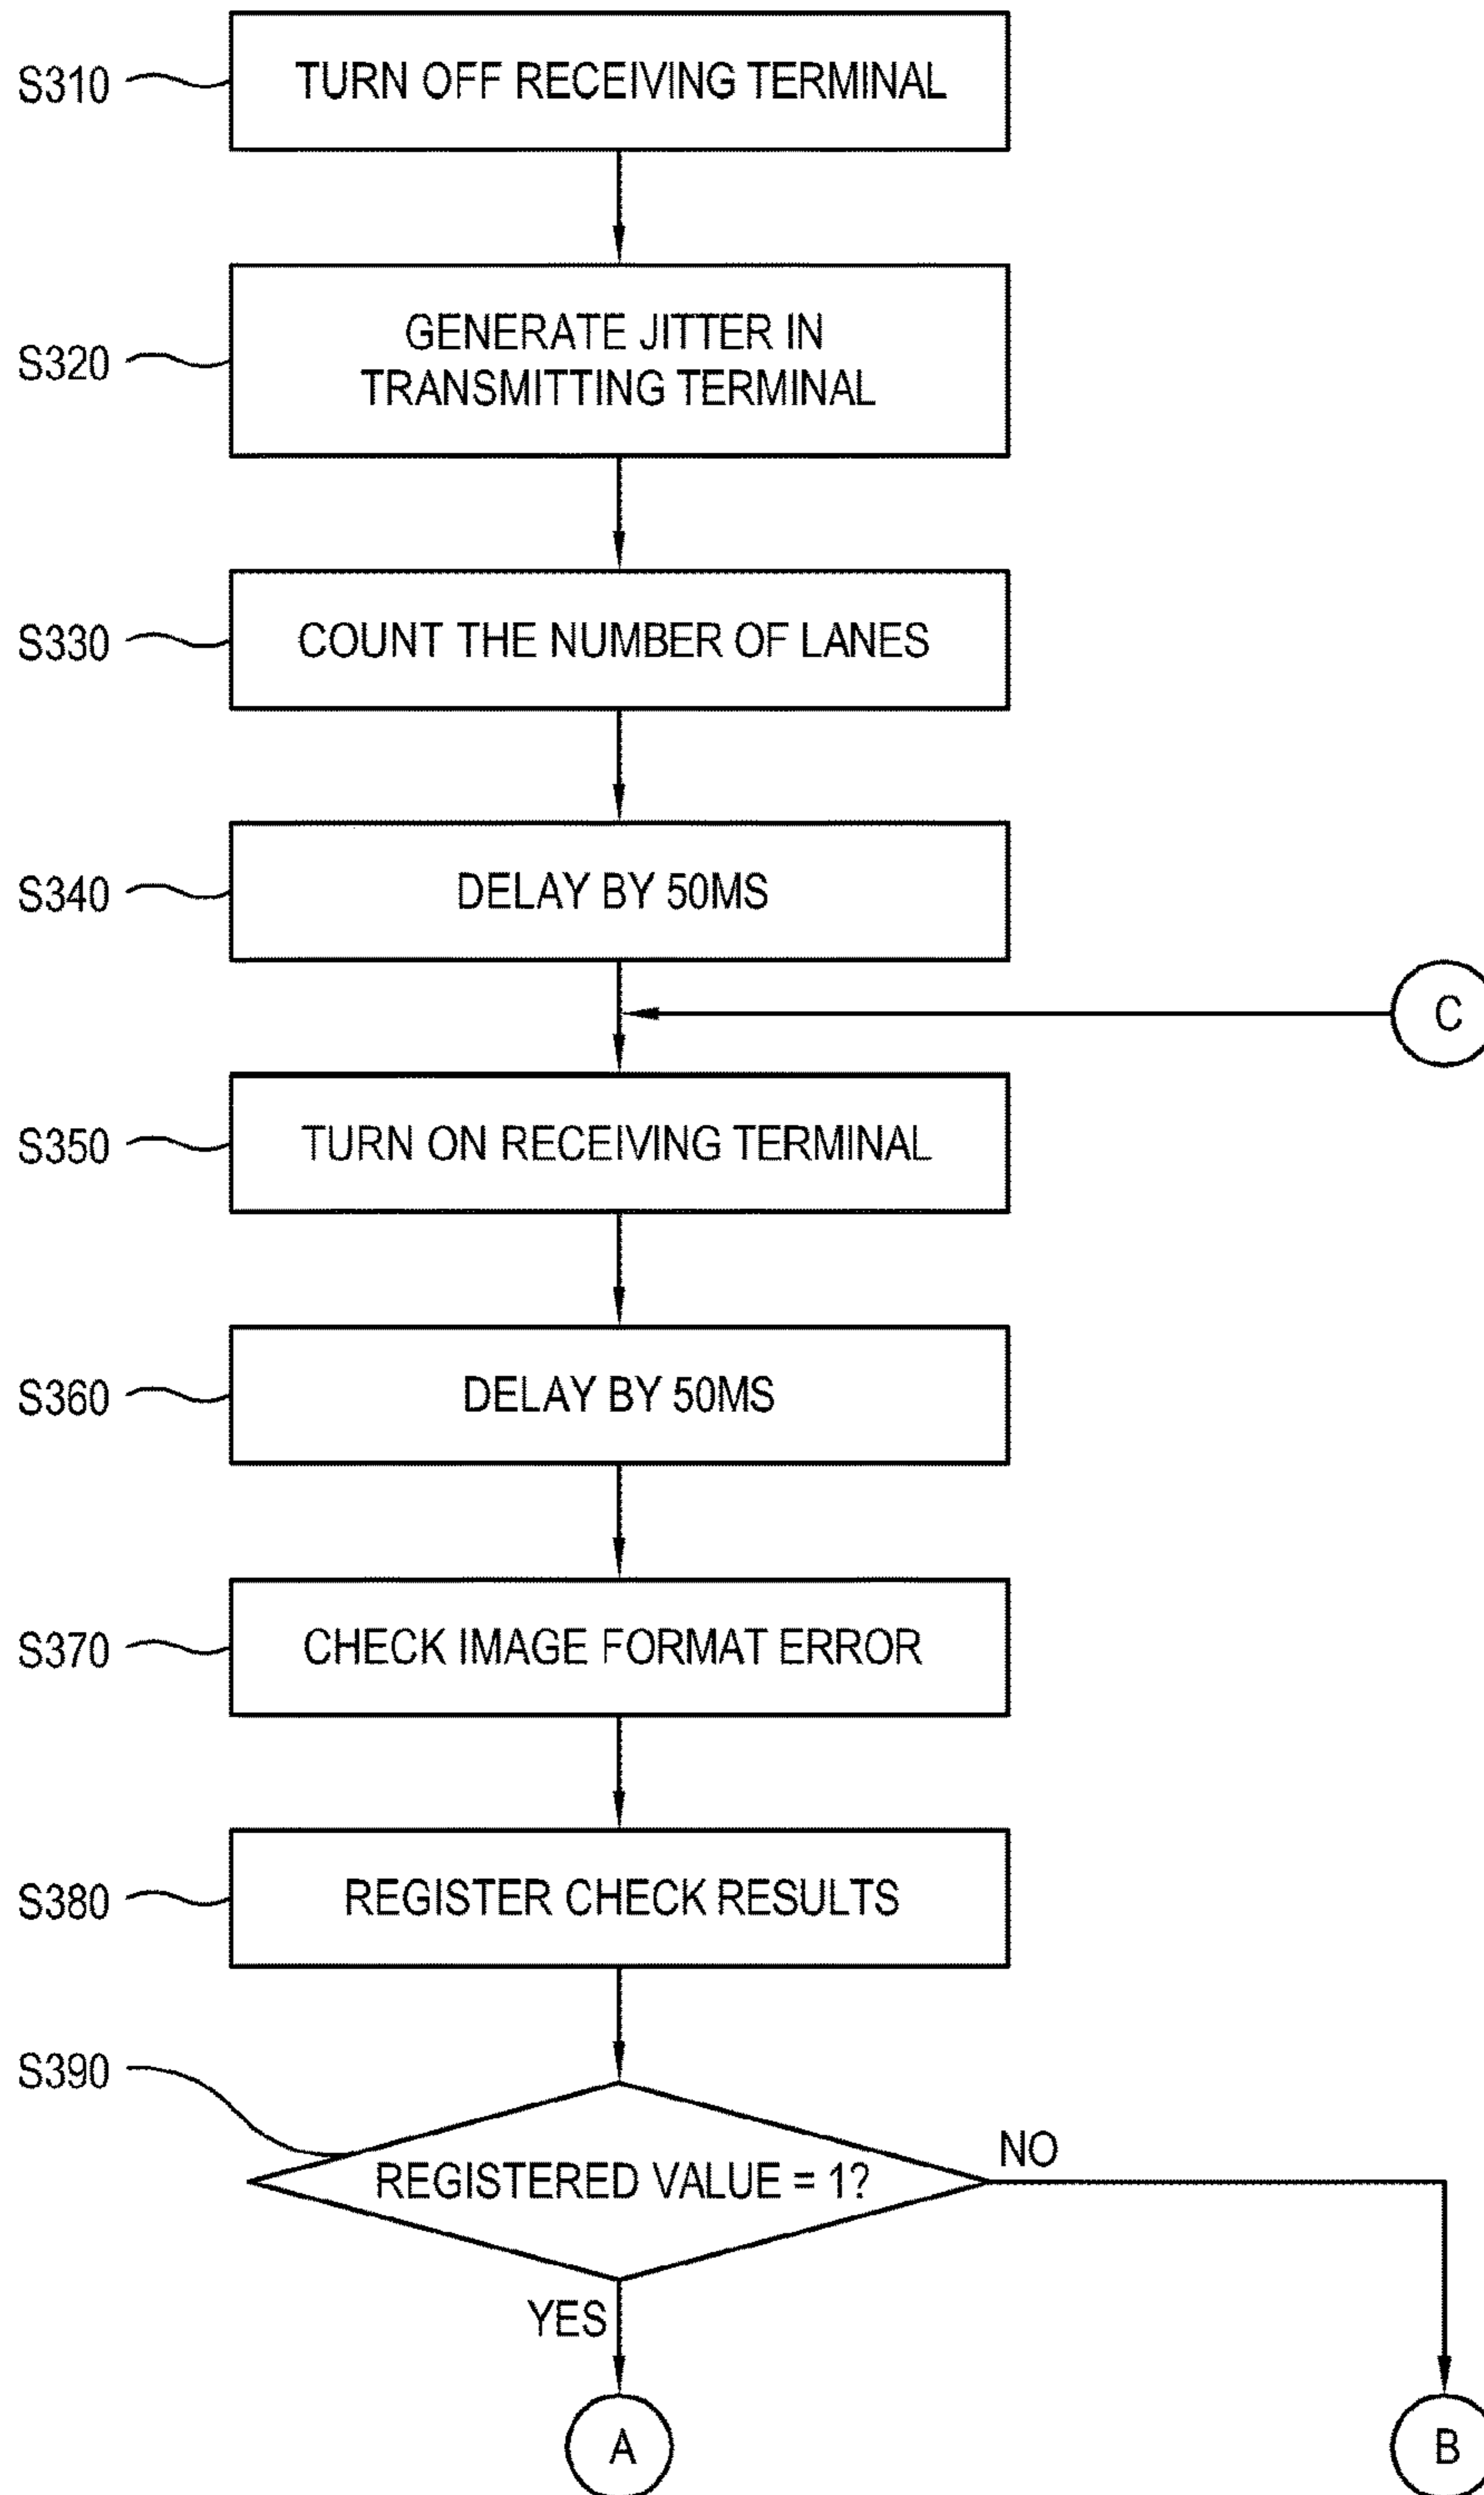 S310
TURN OFF RECEIVING TERMINAL
S320
GENERATE JITTER IN
TRANSMITTING TERMINAL
S330
COUNT THE NUMBER OF LANES
S340
DELAY BY 50MS
C
S350
TURN ON RECEIVING TERMINAL
S360
DELAY BY 50MS
S370
CHECK IMAGE FORMAT ERROR
S380
REGISTER CHECK RESULTS
S390
REGISTERED VALUE = 1?
NO
YES
A
B